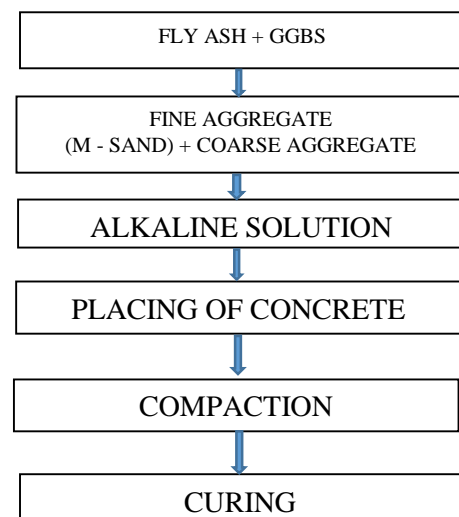 FLY ASH + GGBS
FINE AGGREGATE
(M - SAND) + COARSE AGGREGATE
ALKALINE SOLUTION
PLACING OF CONCRETE
COMPACTION
CURING